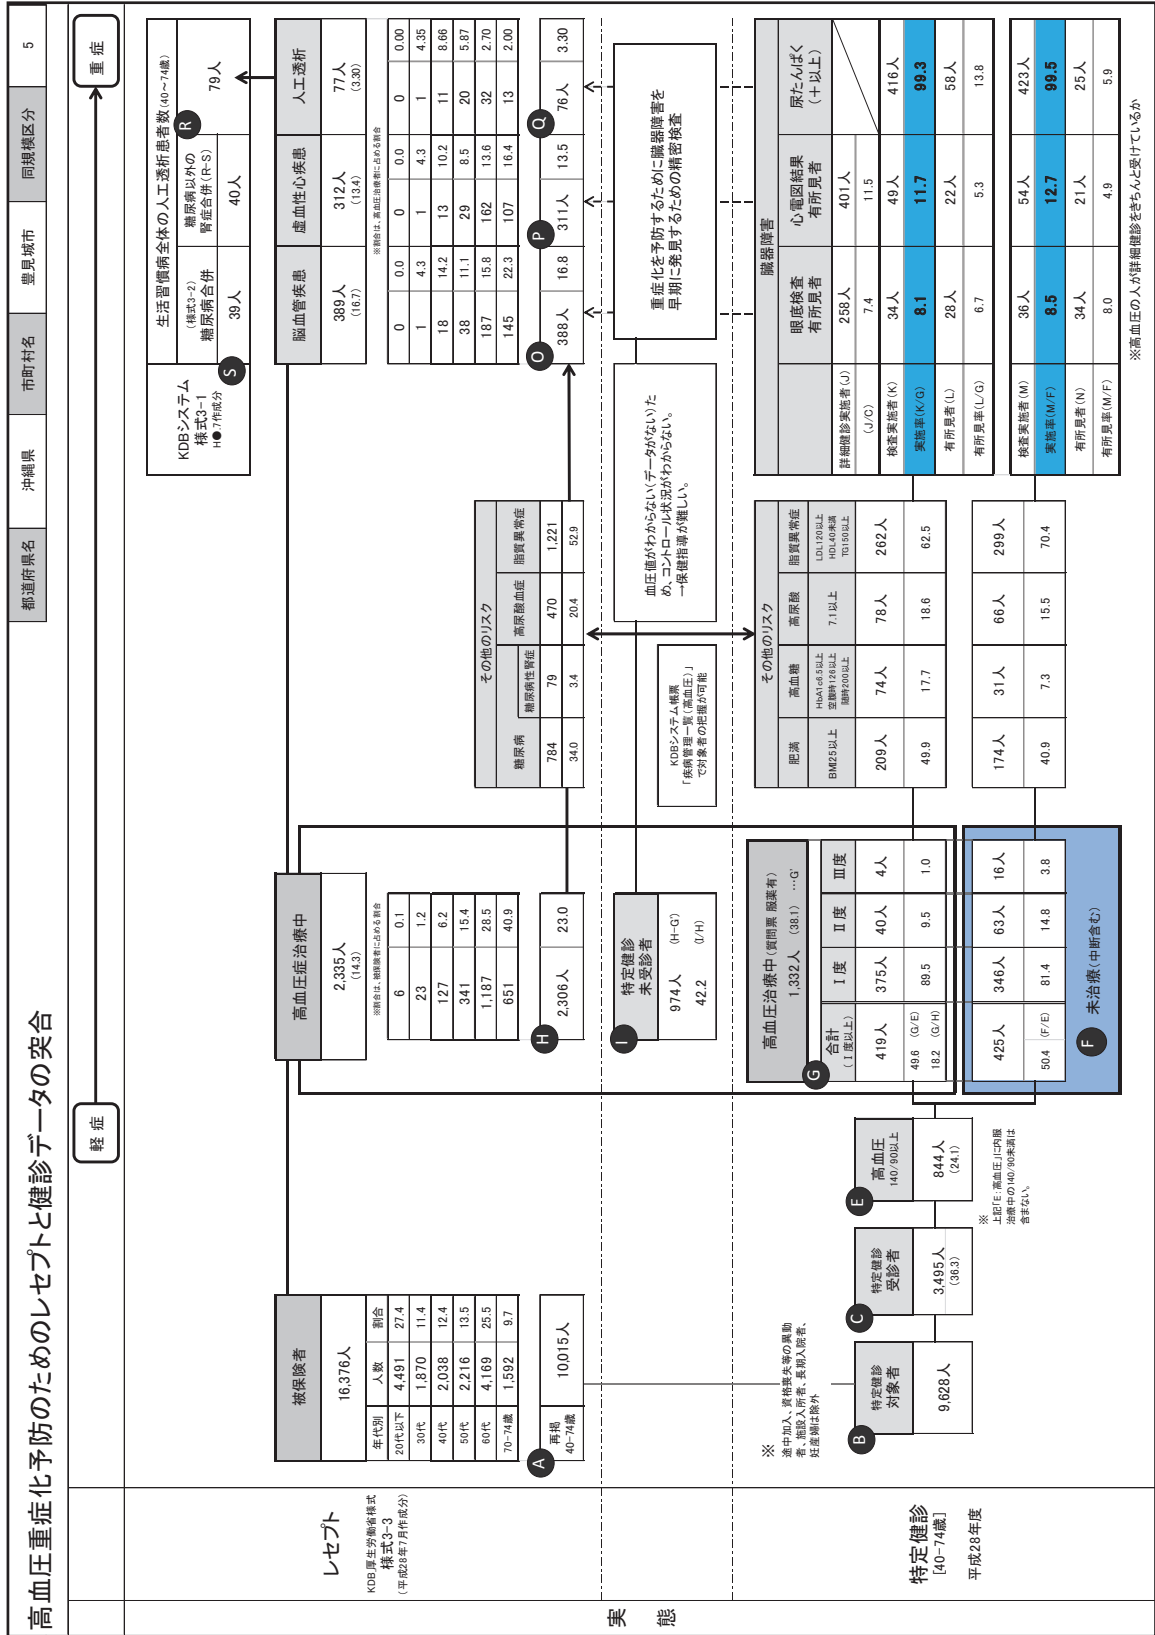 高血圧重症化予防のためのレセプトと健診データの突合
都道府県名 沖縄県 市町村名 豊見城市 同規模区分 5
軽症 重症
実態
レセプト
KDB_厚生労働省様式
様式3-3
(平成28年7月作成分)
KDBシステム
様式3-1
H●.7作成分
生活習慣病全体の人工透析患者数(40~74歳)
(様式3-2)
糖尿病合併
糖尿病以外の
腎症合併(R-S)
R
79人
S
39人 40人
被保険者
16,376人
年代別 人数 割合
20代以下 4,491 27.4
30代 1,870 11.4
40代 2,038 12.4
50代 2,216 13.5
60代 4,169 25.5
70-74歳 1,592 9.7
A
再掲
40-74歳
10,015人
高血圧症治療中
2,335人
(14.3)
※割合は、被保険者に占める割合
6 0.1
23 1.2
127 6.2
341 15.4
1,187 28.5
651 40.9
H
2,306人 23.0
脳血管疾患 虚血性心疾患 人工透析
389人 312人 77人
(16.7) (13.4) (3.30)
※割合は、高血圧治療者に占める割合
0 0.0 0 0.0 0 0.00
1 4.3 1 4.3 1 4.35
18 14.2 13 10.2 11 8.66
38 11.1 29 8.5 20 5.87
187 15.8 162 13.6 32 2.70
145 22.3 107 16.4 13 2.00
O P Q
388人 16.8 311人 13.5 76人 3.30
その他のリスク
糖尿病 糖尿病性腎症 高尿酸血症 脂質異常症
784 79 470 1,221
34.0 3.4 20.4 52.9
I
特定健診
未受診者
974人 (H-G')
42.2 (I/H)
KDBシステム帳票
「疾病管理一覧(高血圧)」
で対象者の把握が可能
血圧値がわからない(データがない)た
め、コントロール状況がわからない。
→保健指導が難しい。
重症化を予防するために臓器障害を
早期に発見するための精密検査
特定健診
[40-74歳]
平成28年度
※
途中加入、資格喪失等の異動
者、施設入所者、長期入院者、
妊産婦は除外
B
特定健診
対象者
9,628人
C
特定健診
受診者
3,495人
(36.3)
E
高血圧
140/90以上
844人
(24.1)
※
上記「E:高血圧」に内服
治療中の140/90未満は
含まない。
高血圧治療中(質問票 服薬有)
1,332人 (38.1) …G'
G
合計
(Ⅰ度以上)
Ⅰ度 Ⅱ度 Ⅲ度
419人 375人 40人 4人
49.6 (G/E)
18.2 (G/H)
89.5 9.5 1.0
425人 346人 63人 16人
50.4 (F/E) 81.4 14.8 3.8
F 未治療(中断含む)
その他のリスク
肥満 高血糖 高尿酸 脂質異常症
BMI25以上
HbA1c6.5以上
空腹時126以上
随時200以上
7.1以上
LDL120以上
HDL40未満
TG150以上
209人 74人 78人 262人
49.9 17.7 18.6 62.5
174人 31人 66人 299人
40.9 7.3 15.5 70.4
臓器障害
眼底検査
有所見者
心電図結果
有所見者
尿たんぱく
(+以上)
詳細健診実施者(J) 258人 401人
(J/C) 7.4 11.5
検査実施者(K) 34人 49人 416人
実施率(K/G) 8.1 11.7 99.3
有所見者(L) 28人 22人 58人
有所見率(L/G) 6.7 5.3 13.8
検査実施者(M) 36人 54人 423人
実施率(M/F) 8.5 12.7 99.5
有所見者(N) 34人 21人 25人
有所見率(M/F) 8.0 4.9 5.9
※高血圧の人が詳細健診をきちんと受けているか